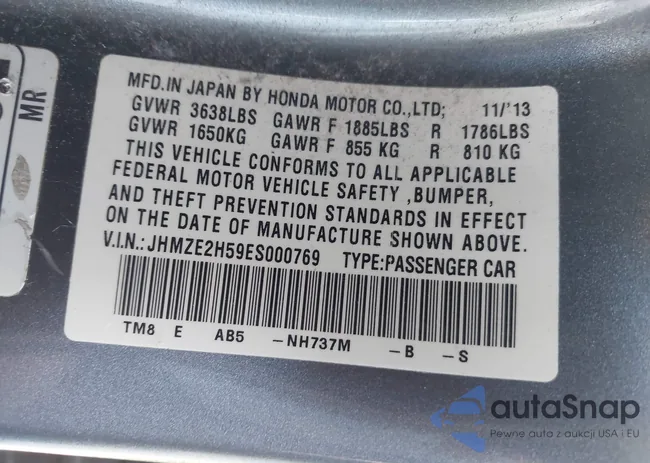 MFD.IN JAPAN BY HONDA MOTOR CO.,LTD; 11/'13
GVWR 3638LBS GAWR F 1885LBS R 1786LBS
GVWR 1650KG GAWR F 855 KG R 810 KG
THIS VEHICLE CONFORMS TO ALL APPLICABLE
FEDERAL MOTOR VEHICLE SAFETY ,BUMPER,
AND THEFT PREVENTION STANDARDS IN EFFECT
ON THE DATE OF MANUFACTURE SHOWN ABOVE.
V.I.N.:JHMZE2H59ES000769 TYPE:PASSENGER CAR
TM8 E AB5 -NH737M -B -S
MR
autaSnap
Pewne auta z aukcji USA i EU